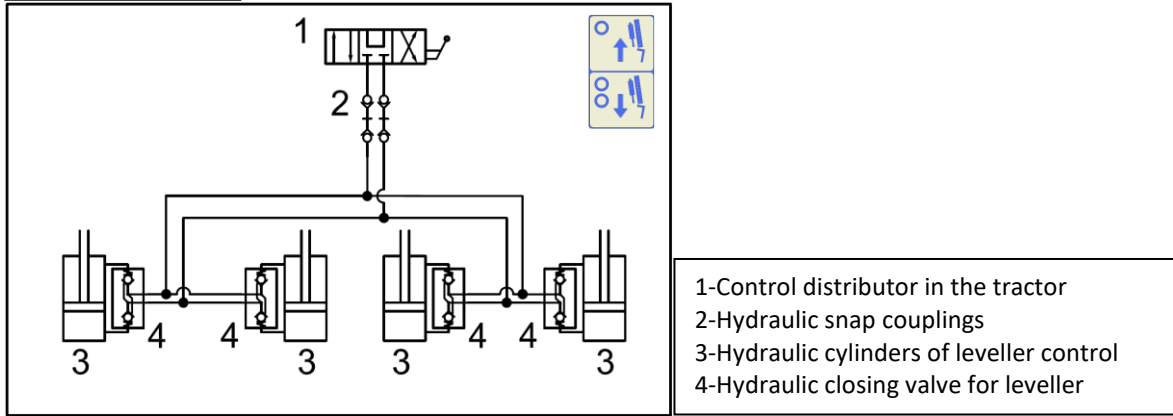 1
2
3
4
4
3
3
4
4
3
1-Control distributor in the tractor
2-Hydraulic snap couplings
3-Hydraulic cylinders of leveller control
4-Hydraulic closing valve for leveller